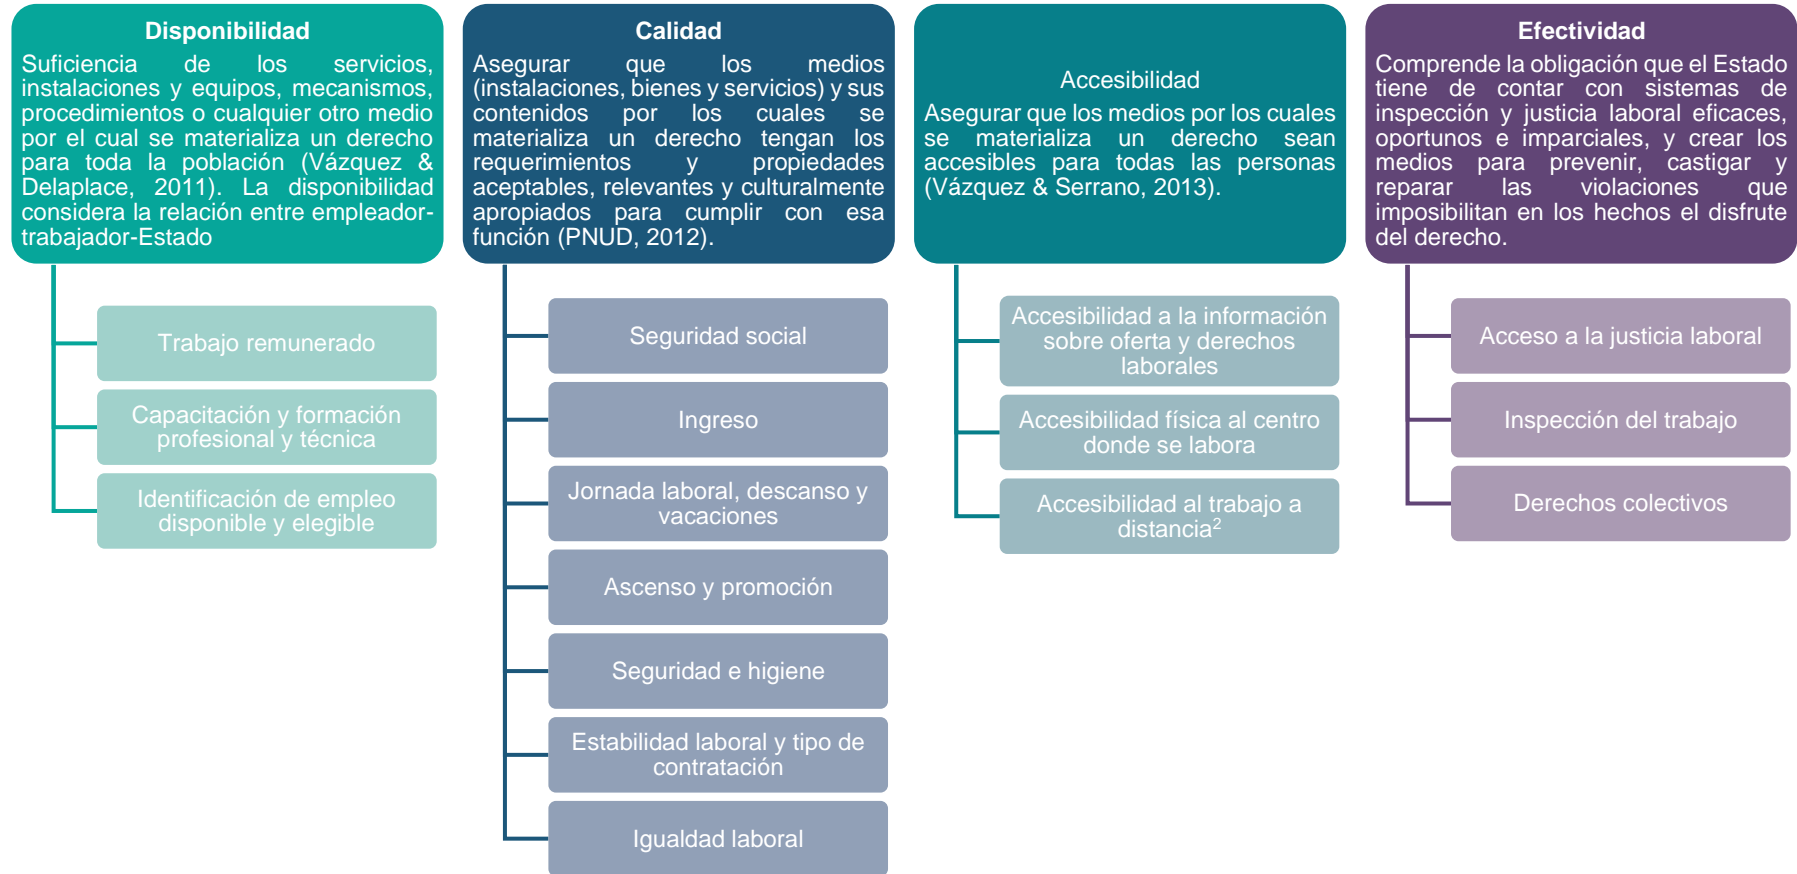 Disponibilidad
Suficiencia de los servicios,
instalaciones y equipos, mecanismos,
procedimientos o cualquier otro medio
por el cual se materializa un derecho
para toda la población (Vázquez &
Delaplace, 2011). La disponibilidad
considera la relación entre empleador-
trabajador-Estado
Trabajo remunerado
Capacitación y formación
profesional y técnica
Identificación de empleo
disponible y elegible
Calidad
Asegurar que los medios
(instalaciones, bienes y servicios) y sus
contenidos por los cuales se
materializa un derecho tengan los
requerimientos y propiedades
aceptables, relevantes y culturalmente
apropiados para cumplir con esa
función (PNUD, 2012).
Seguridad social
Ingreso
Jornada laboral, descanso y
vacaciones
Ascenso y promoción
Seguridad e higiene
Estabilidad laboral y tipo de
contratación
Igualdad laboral
Accesibilidad
Asegurar que los medios por los cuales
se materializa un derecho sean
accesibles para todas las personas
(Vázquez & Serrano, 2013).
Accesibilidad a la información
sobre oferta y derechos
laborales
Accesibilidad física al centro
donde se labora
Accesibilidad al trabajo a
distancia²
Efectividad
Comprende la obligación que el Estado
tiene de contar con sistemas de
inspección y justicia laboral eficaces,
oportunos e imparciales, y crear los
medios para prevenir, castigar y
reparar las violaciones que
imposibilitan en los hechos el disfrute
del derecho.
Acceso a la justicia laboral
Inspección del trabajo
Derechos colectivos